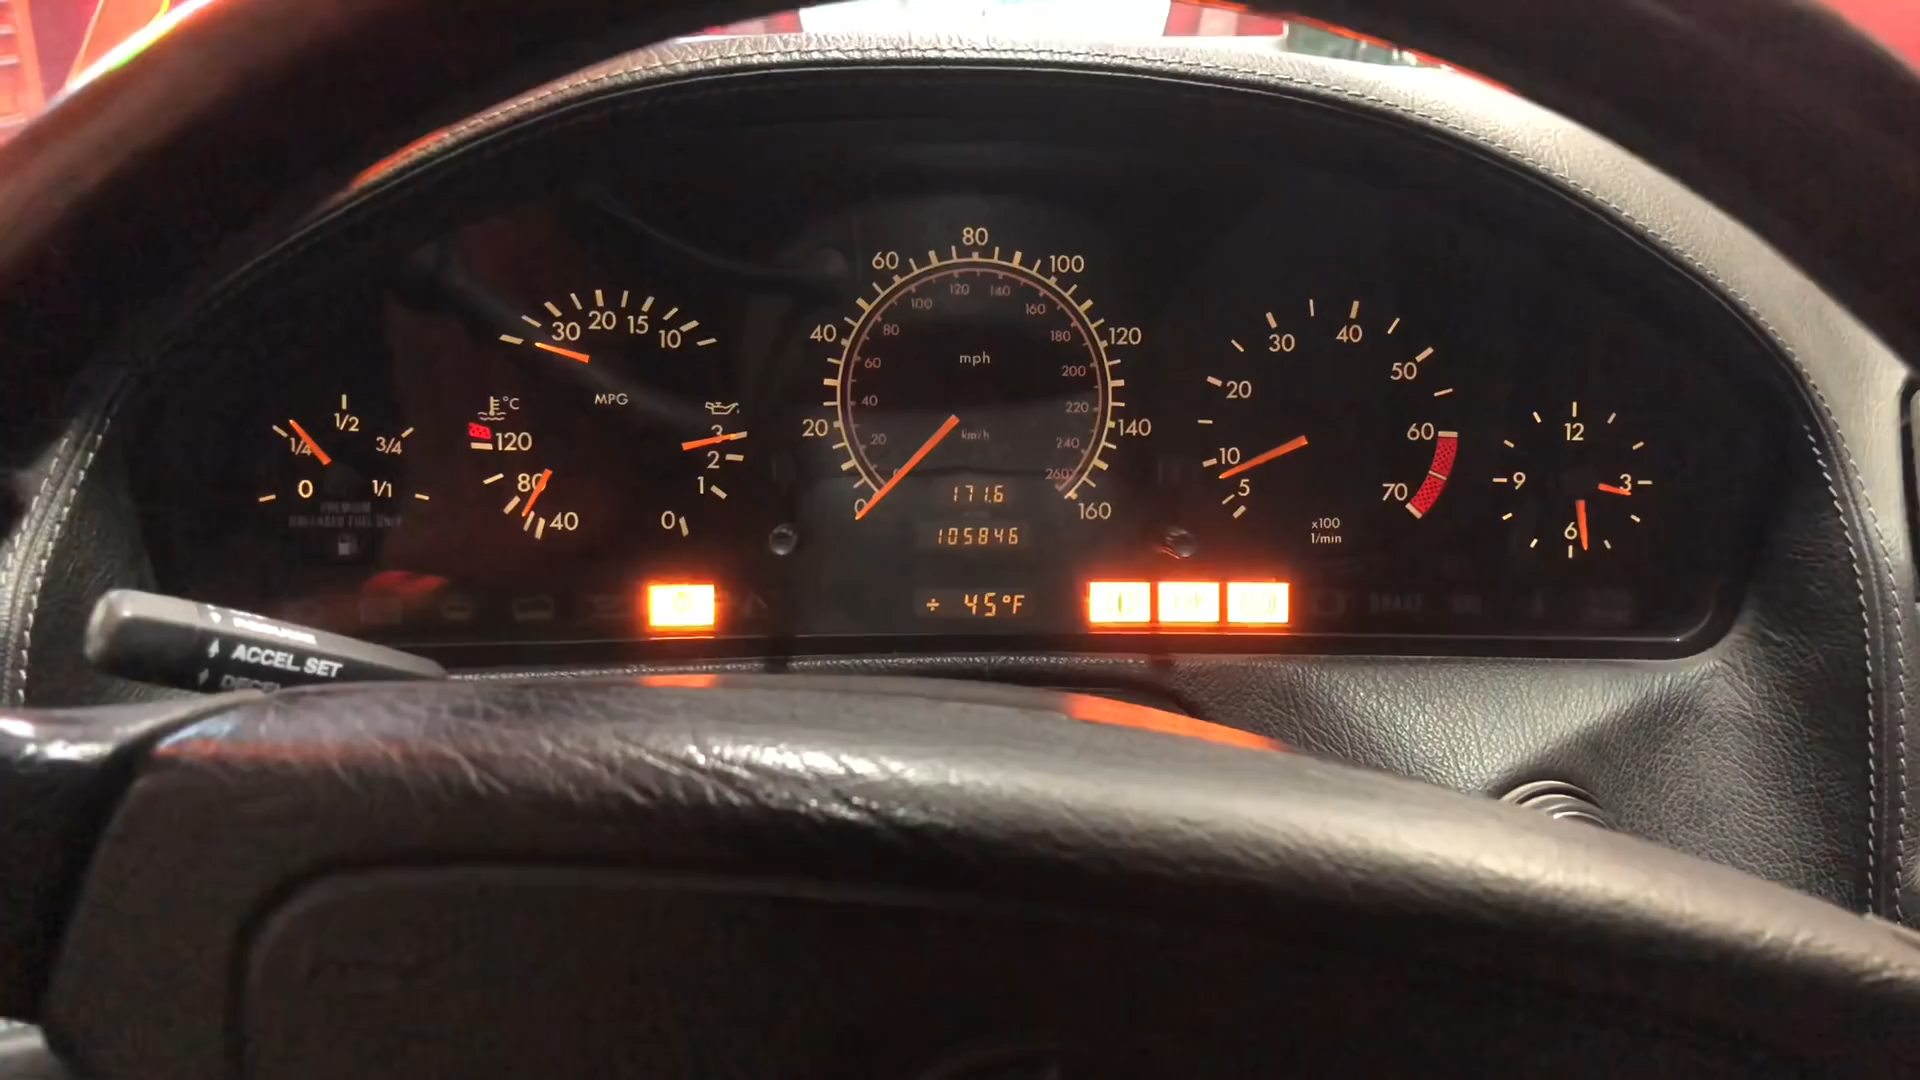 80
60 100
120 140
100 160
40 80 mph 180 120
60 200
40 220
20 20 km/h 240 140
0 260
171.6 160
105846
÷ 45°F
30 20 15 10
MPG
1/4 1/2 3/4
0 1/1
PREMIUM
UNLEADED FUEL ONLY
°C
120
80
40
3
2
1
0
30 40
20 50
10 60
5 70
x100
1/min
12
9 3
6
BRAKE
ACCEL SET